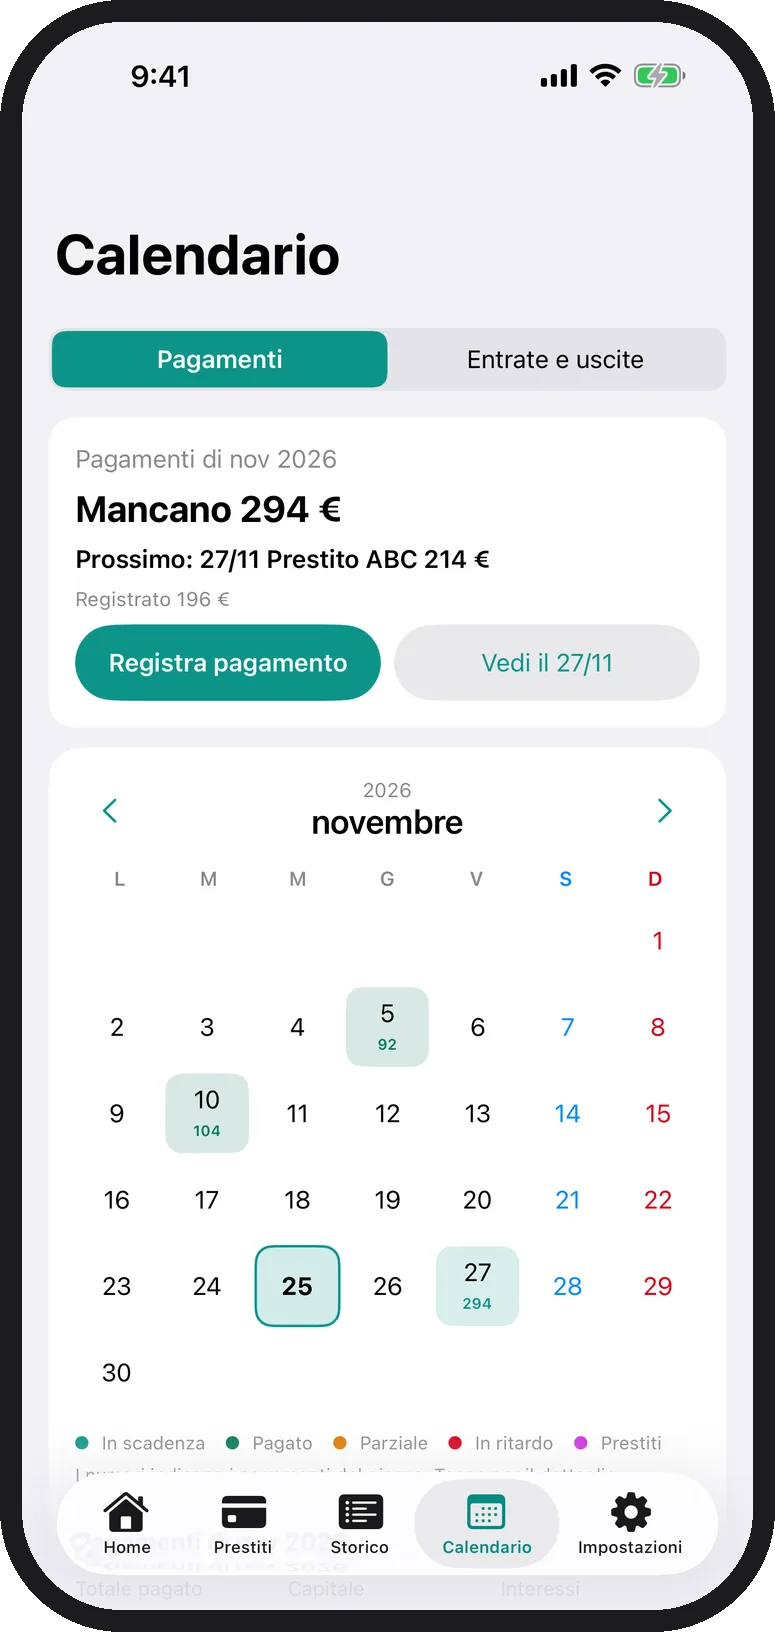 9:41
Calendario
Pagamenti Entrate e uscite
Pagamenti di nov 2026
Mancano 294 €
Prossimo: 27/11 Prestito ABC 214 €
Registrato 196 €
Registra pagamento Vedi il 27/11
2026
novembre
L M M G V S D
1
2 3 4 5 6 7 8
92
9 10 11 12 13 14 15
104
16 17 18 19 20 21 22
23 24 25 26 27 28 29
294
30
In scadenza Pagato Parziale In ritardo Prestiti
Home Prestiti Storico Calendario Impostazioni
Totale pagato Capitale Interessi